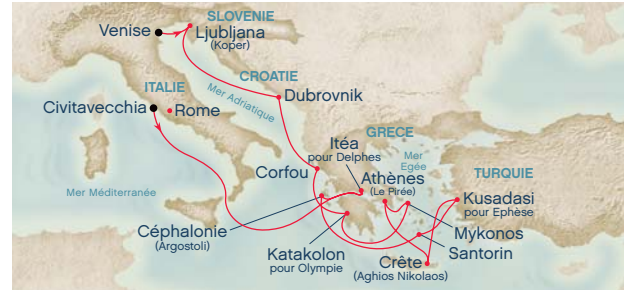 SLOVENIE
Venise
Ljubljana
(Koper)
CROATIE
ITALIE
Mer Adriatique
Civitavecchia
Rome
Dubrovnik
GRECE
Itéa
pour Delphes
Mer
Egée
Corfou
Athènes
(Le Pirée)
TURQUIE
Mer Méditerranée
Kusadasi
pour Ephèse
Céphalonie
(Argostoli)
Mykonos
Katakolon
pour Olympie
Santorin
Crête
(Aghios Nikolaos)